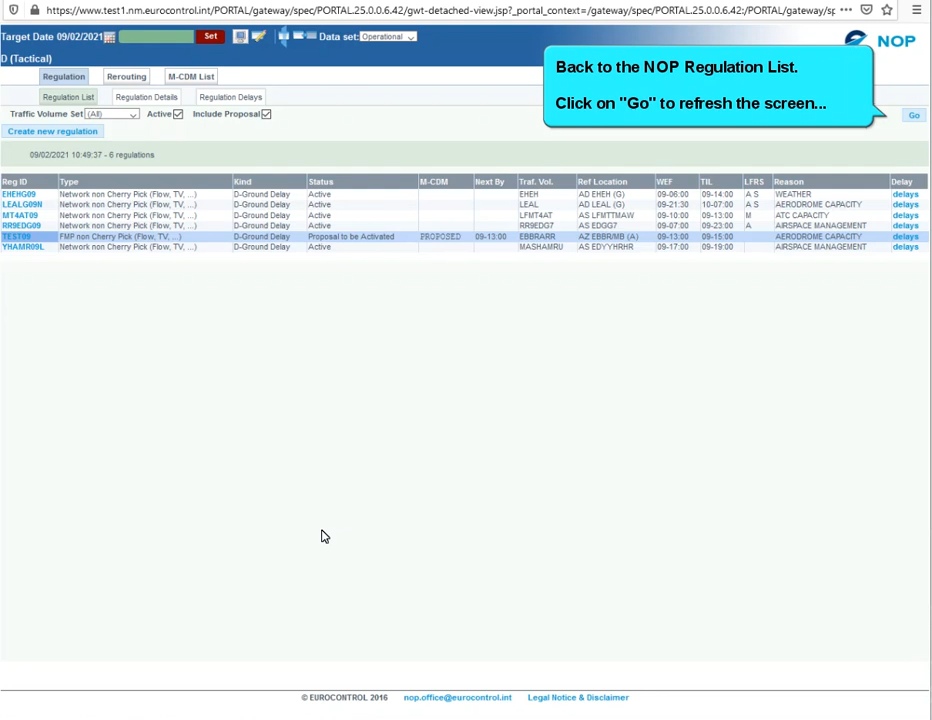 https://www.test1.nm.eurocontrol.int/PORTAL/gateway/spec/PORTAL.25.0.0.6.42/gwt-detached-view.jsp?_portal_context=/gateway/spec/PORTAL.25.0.0.6.42:/PORTAL/gateway/sp
Target Date 09/02/2021 Set Data set: Operational NOP
D (Tactical)
Back to the NOP Regulation List.
Click on "Go" to refresh the screen...
Regulation Rerouting M-CDM List
Regulation List Regulation Details Regulation Delays
Traffic Volume Set (All) Active Include Proposal Go
Create new regulation
09/02/2021 10:49:37 - 6 regulations
Reg ID Type Kind Status M-CDM Next By Traf. Vol. Ref Location WEF TIL LFRS Reason Delay
EHEHG09 Network non Cherry Pick (Flow, TV, ...) D-Ground Delay Active EHEH AD EHEH (G) 09-06:00 09-14:00 A S WEATHER delays
LEALG09N Network non Cherry Pick (Flow, TV, ...) D-Ground Delay Active LEAL AD LEAL (G) 09-21:30 10-07:00 A S AERODROME CAPACITY delays
MT4AT09 Network non Cherry Pick (Flow, TV, ...) D-Ground Delay Active LFMT4AT AS LFMTTMAW 09-10:00 09-13:00 M ATC CAPACITY delays
RR9EDG09 Network non Cherry Pick (Flow, TV, ...) D-Ground Delay Active RR9EDG7 AS EDGG7 09-07:00 09-23:00 A AIRSPACE MANAGEMENT delays
TEST09 FMP non Cherry Pick (Flow, TV, ...) D-Ground Delay Proposal to be Activated PROPOSED 09-13:00 EBBRARR AZ EBBR/MB (A) 09-13:00 09-15:00 AERODROME CAPACITY delays
YHAMR09L Network non Cherry Pick (Flow, TV, ...) D-Ground Delay Active MASHAMRU AS EDYYHRHR 09-17:00 09-19:00 AIRSPACE MANAGEMENT delays
© EUROCONTROL 2016 nop.office@eurocontrol.int Legal Notice & Disclaimer